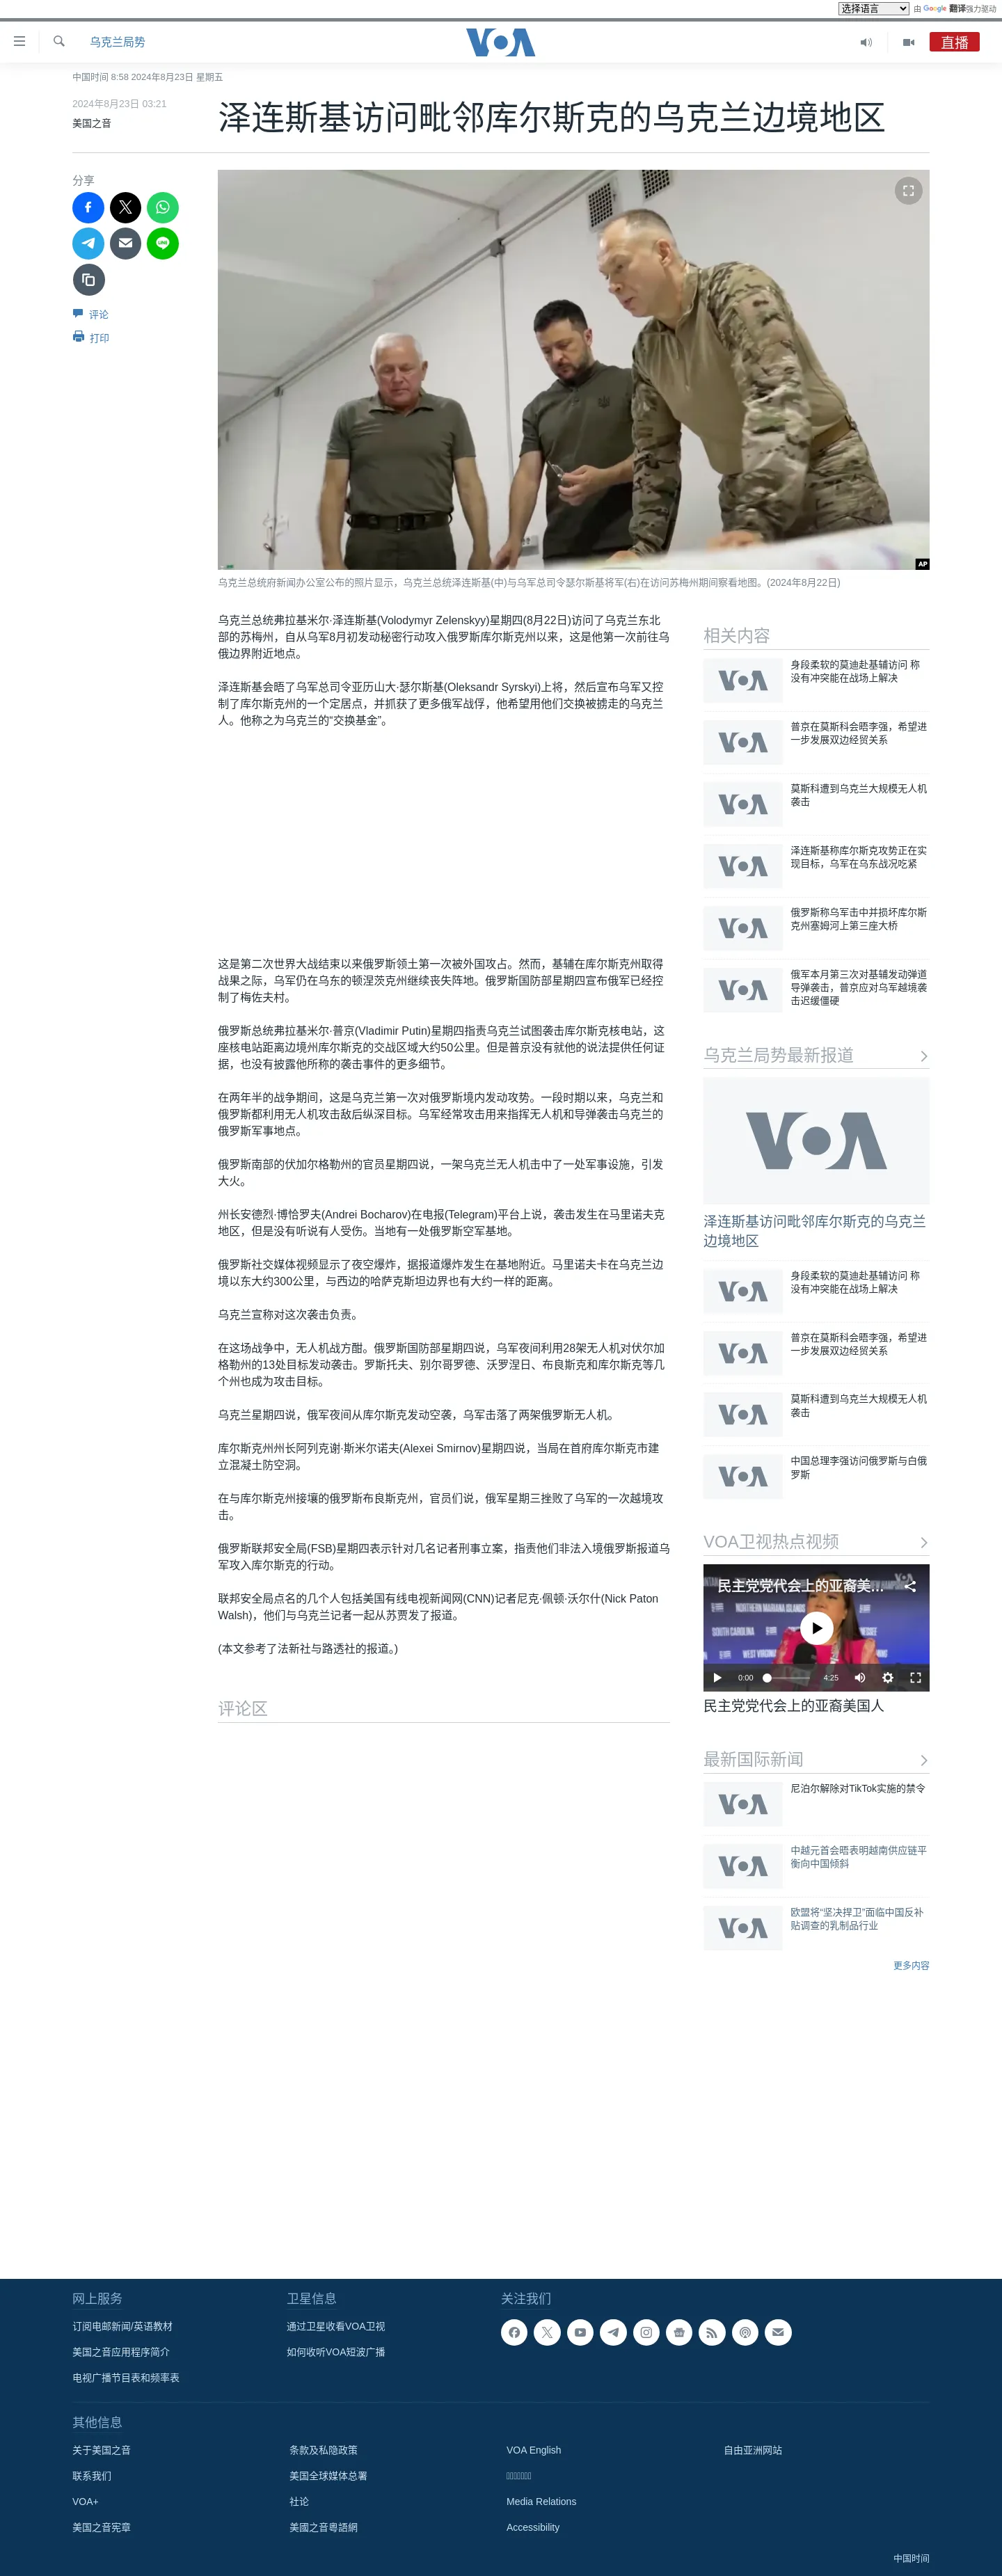 选择语言 由 Google 翻译强力驱动
乌克兰局势
VOA
直播
中国时间 8:58 2024年8月23日 星期五
2024年8月23日 03:21
美国之音
泽连斯基访问毗邻库尔斯克的乌克兰边境地区
分享
评论
打印
AP
乌克兰总统府新闻办公室公布的照片显示，乌克兰总统泽连斯基(中)与乌军总司令瑟尔斯基将军(右)在访问苏梅州期间察看地图。(2024年8月22日)
乌克兰总统弗拉基米尔·泽连斯基(Volodymyr Zelenskyy)星期四(8月22日)访问了乌克兰东北
部的苏梅州，自从乌军8月初发动秘密行动攻入俄罗斯库尔斯克州以来，这是他第一次前往乌
俄边界附近地点。
泽连斯基会晤了乌军总司令亚历山大·瑟尔斯基(Oleksandr Syrskyi)上将，然后宣布乌军又控
制了库尔斯克州的一个定居点，并抓获了更多俄军战俘，他希望用他们交换被掳走的乌克兰
人。他称之为乌克兰的“交换基金”。
这是第二次世界大战结束以来俄罗斯领土第一次被外国攻占。然而，基辅在库尔斯克州取得
战果之际，乌军仍在乌东的顿涅茨克州继续丧失阵地。俄罗斯国防部星期四宣布俄军已经控
制了梅佐夫村。
俄罗斯总统弗拉基米尔·普京(Vladimir Putin)星期四指责乌克兰试图袭击库尔斯克核电站，这
座核电站距离边境州库尔斯克的交战区域大约50公里。但是普京没有就他的说法提供任何证
据，也没有披露他所称的袭击事件的更多细节。
在两年半的战争期间，这是乌克兰第一次对俄罗斯境内发动攻势。一段时期以来，乌克兰和
俄罗斯都利用无人机攻击敌后纵深目标。乌军经常攻击用来指挥无人机和导弹袭击乌克兰的
俄罗斯军事地点。
俄罗斯南部的伏加尔格勒州的官员星期四说，一架乌克兰无人机击中了一处军事设施，引发
大火。
州长安德烈·博恰罗夫(Andrei Bocharov)在电报(Telegram)平台上说，袭击发生在马里诺夫克
地区，但是没有听说有人受伤。当地有一处俄罗斯空军基地。
俄罗斯社交媒体视频显示了夜空爆炸，据报道爆炸发生在基地附近。马里诺夫卡在乌克兰边
境以东大约300公里，与西边的哈萨克斯坦边界也有大约一样的距离。
乌克兰宣称对这次袭击负责。
在这场战争中，无人机战方酣。俄罗斯国防部星期四说，乌军夜间利用28架无人机对伏尔加
格勒州的13处目标发动袭击。罗斯托夫、别尔哥罗德、沃罗涅日、布良斯克和库尔斯克等几
个州也成为攻击目标。
乌克兰星期四说，俄军夜间从库尔斯克发动空袭，乌军击落了两架俄罗斯无人机。
库尔斯克州州长阿列克谢·斯米尔诺夫(Alexei Smirnov)星期四说，当局在首府库尔斯克市建
立混凝土防空洞。
在与库尔斯克州接壤的俄罗斯布良斯克州，官员们说，俄军星期三挫败了乌军的一次越境攻
击。
俄罗斯联邦安全局(FSB)星期四表示针对几名记者刑事立案，指责他们非法入境俄罗斯报道乌
军攻入库尔斯克的行动。
联邦安全局点名的几个人包括美国有线电视新闻网(CNN)记者尼克·佩顿·沃尔什(Nick Paton
Walsh)，他们与乌克兰记者一起从苏贾发了报道。
(本文参考了法新社与路透社的报道。)
评论区
相关内容
VOA
身段柔软的莫迪赴基辅访问 称
没有冲突能在战场上解决
VOA
普京在莫斯科会晤李强，希望进
一步发展双边经贸关系
VOA
莫斯科遭到乌克兰大规模无人机
袭击
VOA
泽连斯基称库尔斯克攻势正在实
现目标，乌军在乌东战况吃紧
VOA
俄罗斯称乌军击中并损坏库尔斯
克州塞姆河上第三座大桥
VOA
俄军本月第三次对基辅发动弹道
导弹袭击，普京应对乌军越境袭
击迟缓僵硬
乌克兰局势最新报道
VOA
泽连斯基访问毗邻库尔斯克的乌克兰
边境地区
VOA
身段柔软的莫迪赴基辅访问 称
没有冲突能在战场上解决
VOA
普京在莫斯科会晤李强，希望进
一步发展双边经贸关系
VOA
莫斯科遭到乌克兰大规模无人机
袭击
VOA
中国总理李强访问俄罗斯与白俄
罗斯
VOA卫视热点视频
民主党党代会上的亚裔美...
VOA
NORTHERN MARIANA ISLANDS
SOUTH CAROLINA
WEST VIRGINIA
0:00
4:25
民主党党代会上的亚裔美国人
最新国际新闻
VOA
尼泊尔解除对TikTok实施的禁令
VOA
中越元首会晤表明越南供应链平
衡向中国倾斜
VOA
欧盟将“坚决捍卫”面临中国反补
贴调查的乳制品行业
更多内容
网上服务
订阅电邮新闻/英语教材
美国之音应用程序简介
电视广播节目表和频率表
卫星信息
通过卫星收看VOA卫视
如何收听VOA短波广播
关注我们
其他信息
关于美国之音
联系我们
VOA+
美国之音宪章
条款及私隐政策
美国全球媒体总署
社论
美國之音粵語網
VOA English
Media Relations
Accessibility
自由亚洲网站
中国时间